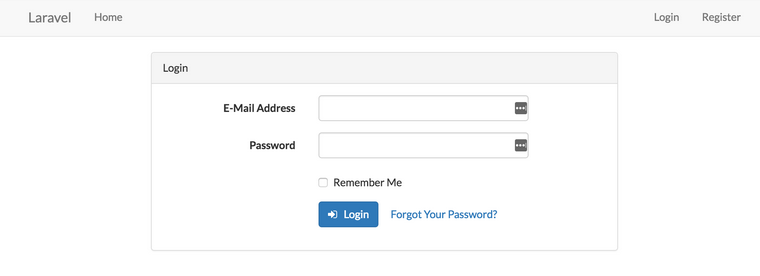 Laravel Home Login Register
Login
E-Mail Address
Password
Remember Me
Login Forgot Your Password?